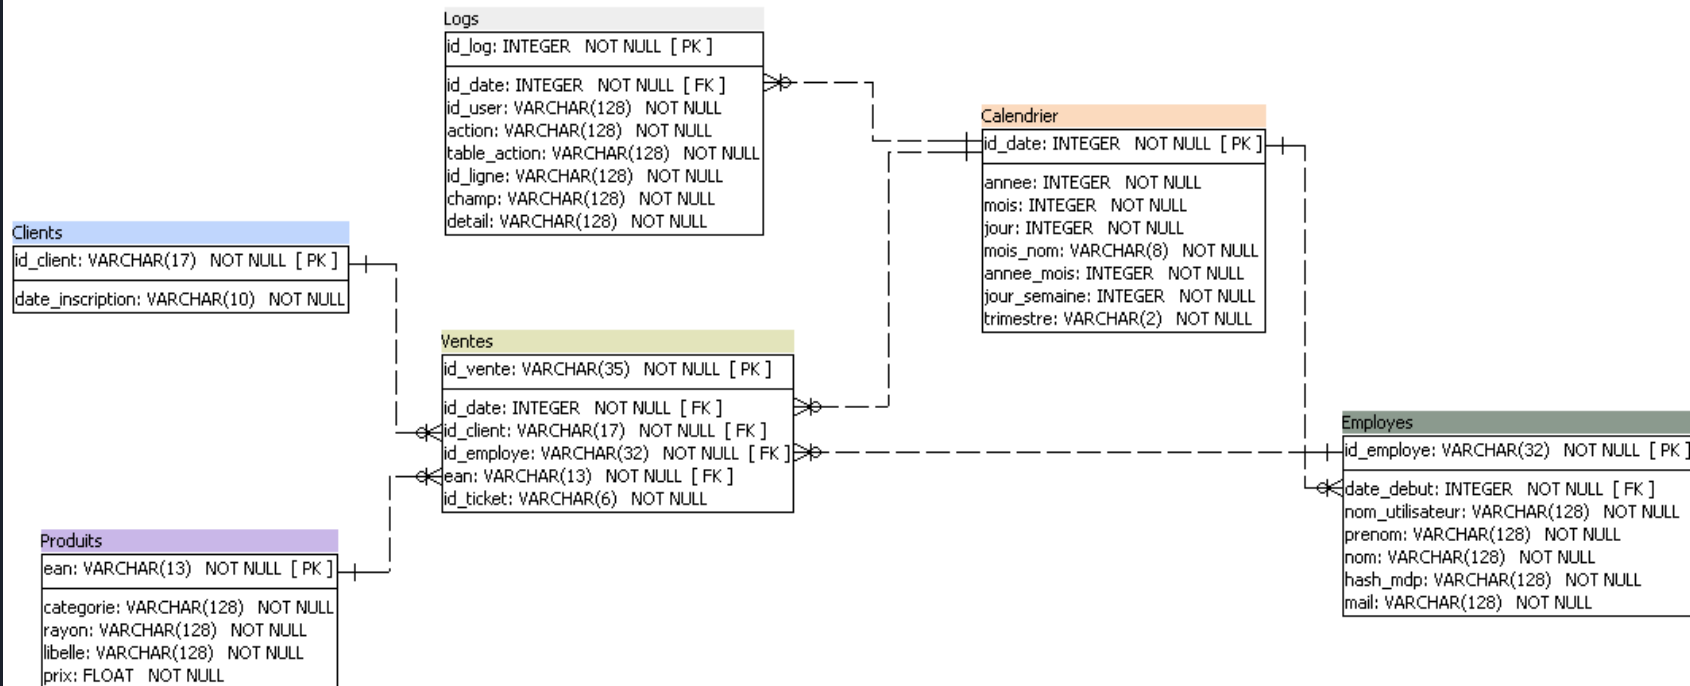 Logs
id_log: INTEGER NOT NULL [ PK ]
id_date: INTEGER NOT NULL [ FK ]
id_user: VARCHAR(128) NOT NULL
action: VARCHAR(128) NOT NULL
table_action: VARCHAR(128) NOT NULL
id_ligne: VARCHAR(128) NOT NULL
champ: VARCHAR(128) NOT NULL
detail: VARCHAR(128) NOT NULL
Calendrier
id_date: INTEGER NOT NULL [ PK ]
annee: INTEGER NOT NULL
mois: INTEGER NOT NULL
jour: INTEGER NOT NULL
mois_nom: VARCHAR(8) NOT NULL
annee_mois: INTEGER NOT NULL
jour_semaine: INTEGER NOT NULL
trimestre: VARCHAR(2) NOT NULL
Clients
id_client: VARCHAR(17) NOT NULL [ PK ]
date_inscription: VARCHAR(10) NOT NULL
Ventes
id_vente: VARCHAR(35) NOT NULL [ PK ]
id_date: INTEGER NOT NULL [ FK ]
id_client: VARCHAR(17) NOT NULL [ FK ]
id_employe: VARCHAR(32) NOT NULL [ FK ]
ean: VARCHAR(13) NOT NULL [ FK ]
id_ticket: VARCHAR(6) NOT NULL
Employes
id_employe: VARCHAR(32) NOT NULL [ PK ]
date_debut: INTEGER NOT NULL [ FK ]
nom_utilisateur: VARCHAR(128) NOT NULL
prenom: VARCHAR(128) NOT NULL
nom: VARCHAR(128) NOT NULL
hash_mdp: VARCHAR(128) NOT NULL
mail: VARCHAR(128) NOT NULL
Produits
ean: VARCHAR(13) NOT NULL [ PK ]
categorie: VARCHAR(128) NOT NULL
rayon: VARCHAR(128) NOT NULL
libelle: VARCHAR(128) NOT NULL
prix: FLOAT NOT NULL